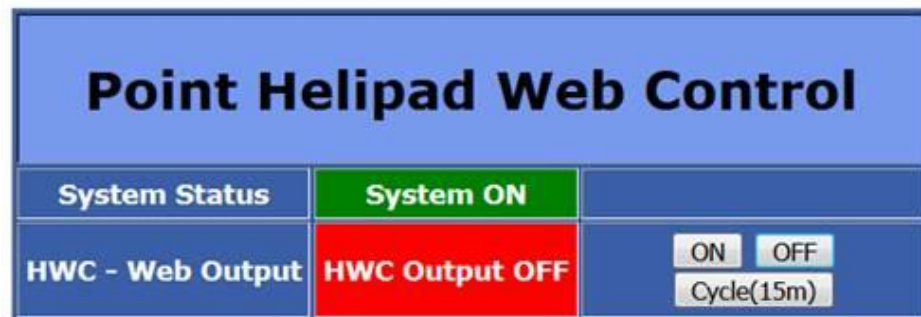 Point Helipad Web Control
System Status System ON
HWC - Web Output HWC Output OFF ON OFF
Cycle(15m)